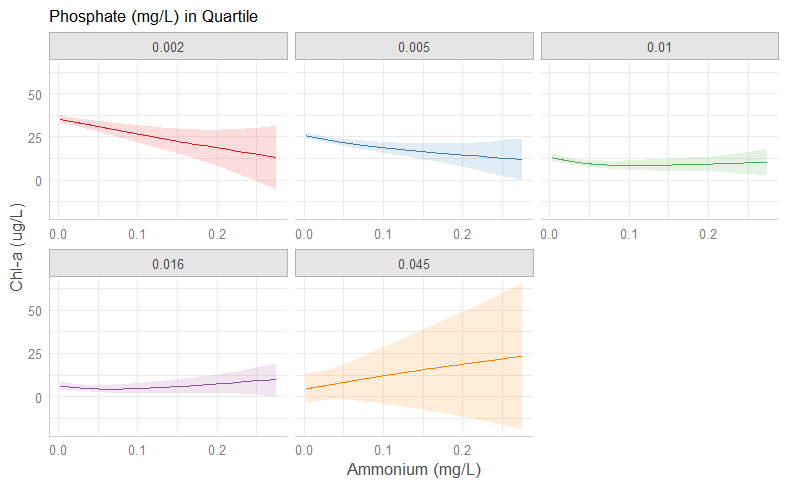 Phosphate (mg/L) in Quartile
0.002 0.005 0.01
50
25
0
0.0 0.1 0.2 0.0 0.1 0.2 0.0 0.1 0.2
Chl-a (ug/L)
0.016 0.045
50
25
0
0.0 0.1 0.2 0.0 0.1 0.2
Ammonium (mg/L)